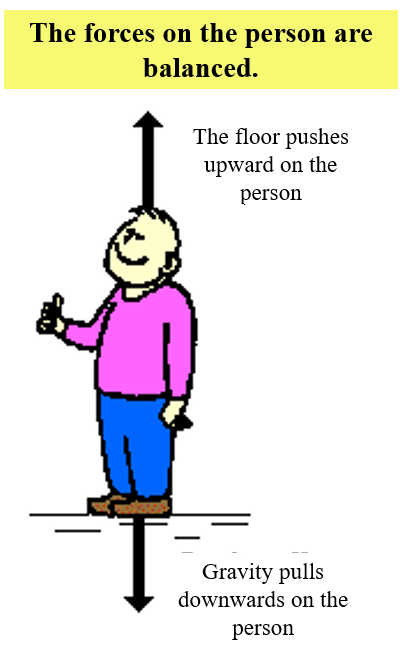 The forces on the person are
balanced.
The floor pushes
upward on the
person
Gravity pulls
downwards on the
person